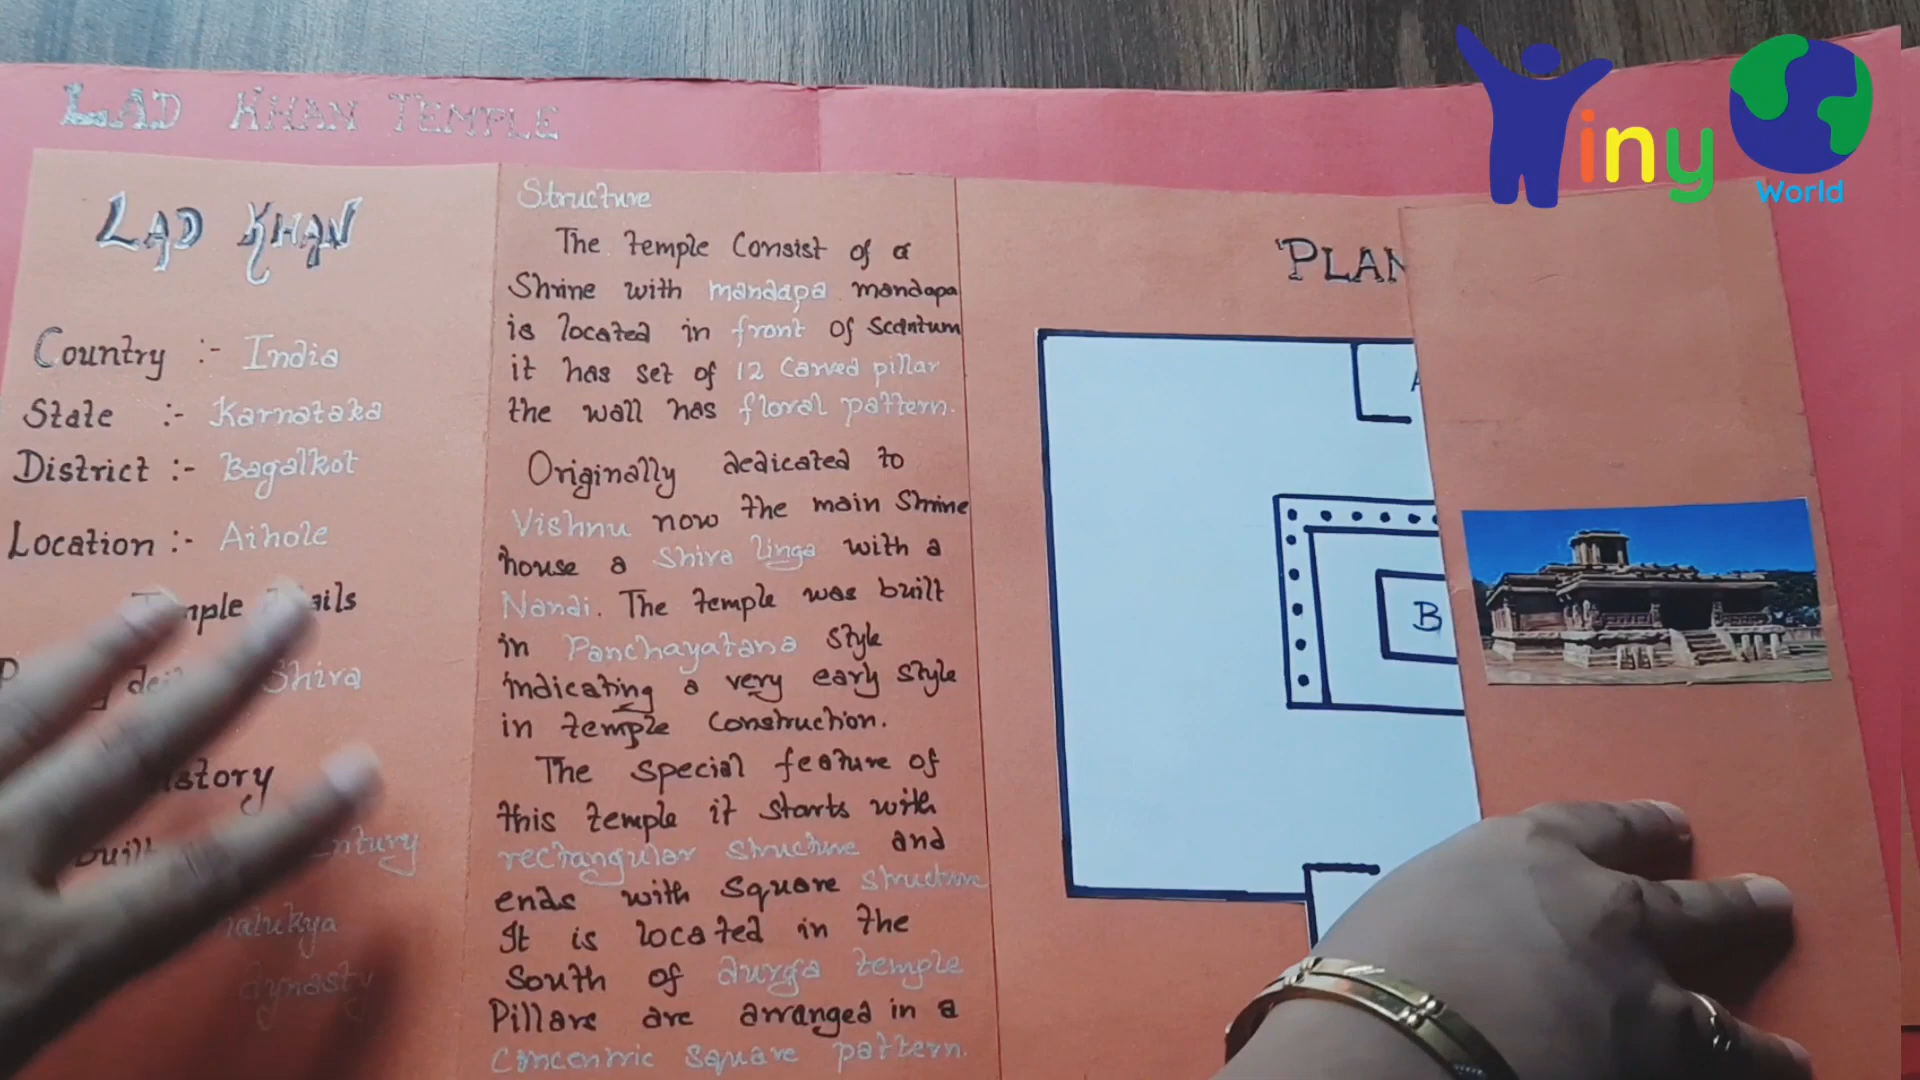 LAD KHAN TEMPLE
Tiny World
LAD KHAN
Country :- India
State :- Karnataka
District :- Bagalkot
Location :- Aihole
Shiva
Structure
The temple Consist of a
Shrine with mandapa mandapa
is located in front of Scantum
it has set of 12 Carved pillar
the wall has floral pattern.
Originally dedicated to
Vishnu now the main Shrine
house a Shiva linga with a
Nandi. The temple was built
in Panchayatana style
indicating a very early style
in temple Construction.
The special feature of
this temple it starts with
rectangular structure and
ends with square structure
It is located in the
South of durga temple
Pillars are arranged in a
Concentric square pattern.
dynasty
PLAN
B